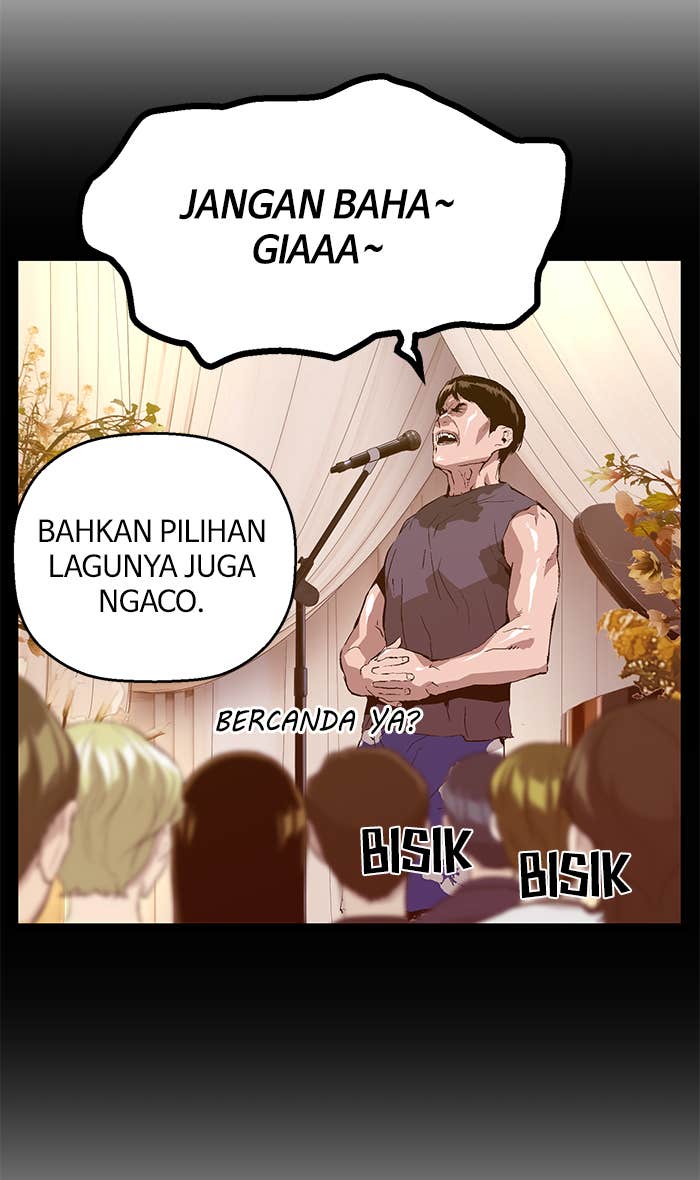 JANGAN BAHA~
GIAAA~
BAHKAN PILIHAN
LAGUNYA JUGA
NGACO.
BERCANDA YA?
BISIK
BISIK